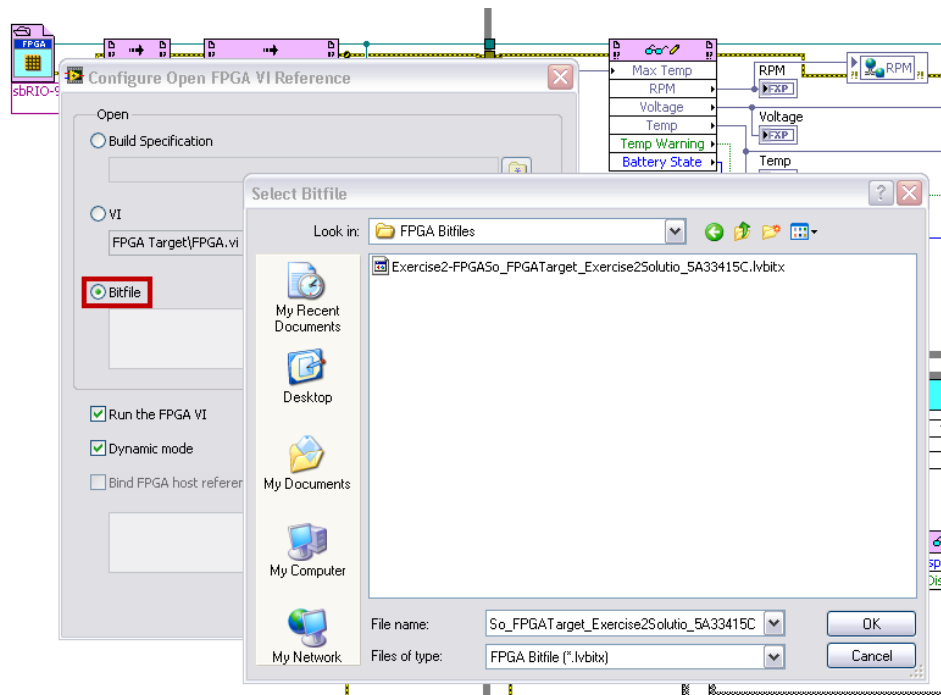 FPGA
sbRIO-9
Max Temp
RPM
Voltage
Temp
Temp Warning
Battery State
RPM
FXP
Voltage
FXP
Temp
RPM
Configure Open FPGA VI Reference
Open
Build Specification
VI
FPGA Target\FPGA.vi
Bitfile
Run the FPGA VI
Dynamic mode
Bind FPGA host referer
Select Bitfile
Look in:
FPGA Bitfiles
Exercise2-FPGASo_FPGATarget_Exercise2Solutio_5A33415C.lvbitx
My Recent
Documents
Desktop
My Documents
My Computer
My Network
File name:
So_FPGATarget_Exercise2Solutio_5A33415C
OK
Files of type:
FPGA Bitfile (*.lvbitx)
Cancel